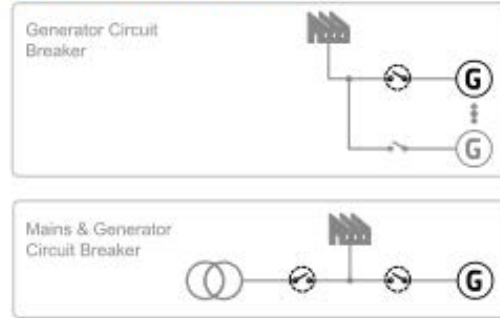 Generator Circuit
Breaker
G
G
Mains & Generator
Circuit Breaker
G